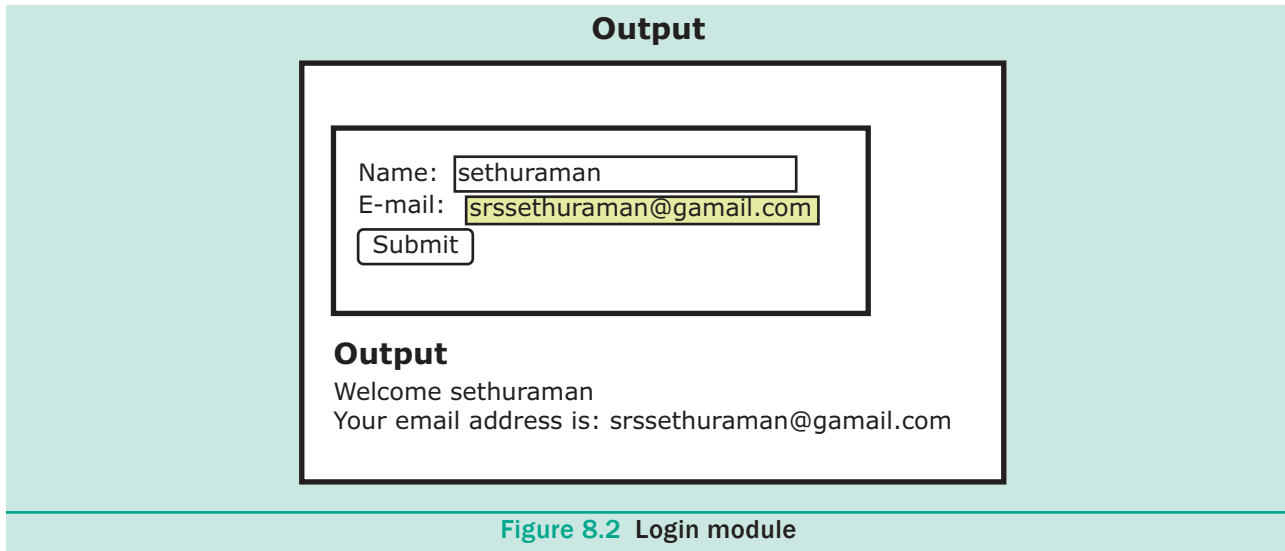 Output
Name: sethuraman
E-mail: srssethuraman@gamail.com
Submit
Output
Welcome sethuraman
Your email address is: srssethuraman@gamail.com
Figure 8.2 Login module